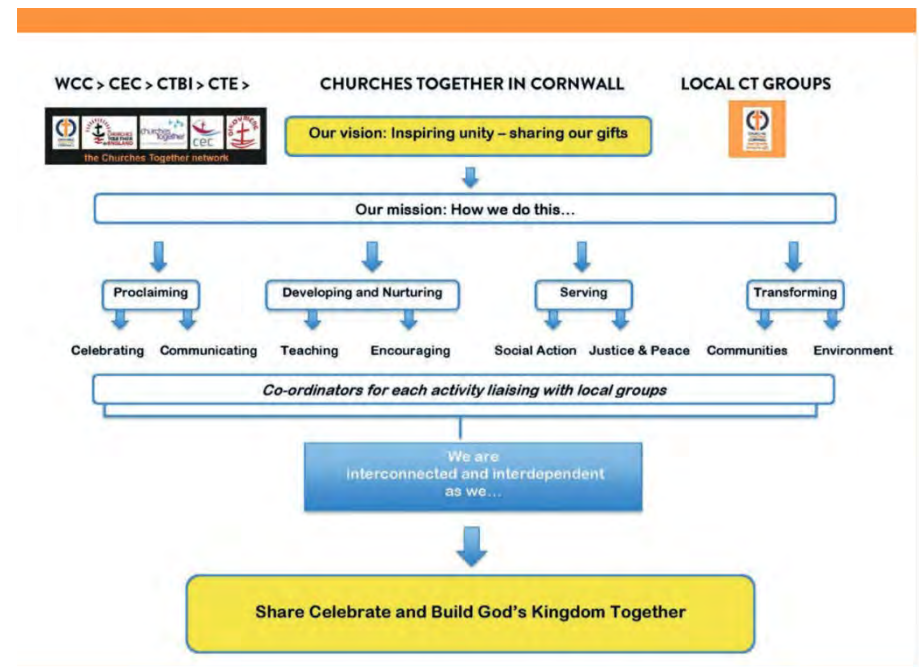 WCC > CEC > CTBI > CTE >
CHURCHES TOGETHER IN CORNWALL
LOCAL CT GROUPS
churches together
cec
the Churches Together network
Our vision: Inspiring unity – sharing our gifts
Our mission: How we do this…
Proclaiming
Developing and Nurturing
Serving
Transforming
Celebrating
Communicating
Teaching
Encouraging
Social Action
Justice & Peace
Communities
Environment
Co-ordinators for each activity liaising with local groups
We are
interconnected and interdependent
as we…
Share Celebrate and Build God's Kingdom Together